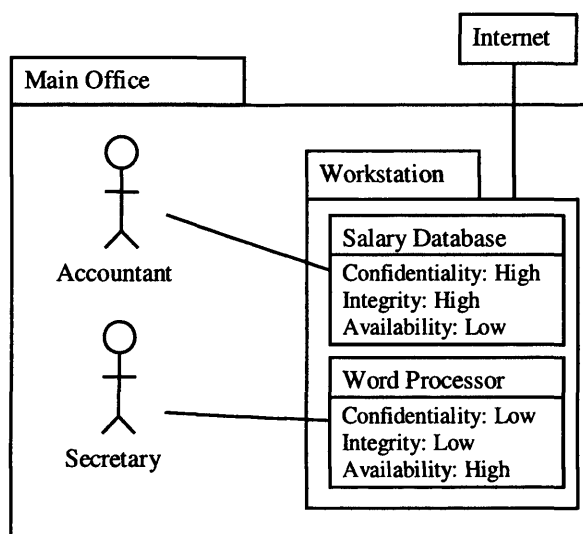 Internet
Main Office
Workstation
Salary Database
Accountant
Confidentiality: High
Integrity: High
Availability: Low
Word Processor
Secretary
Confidentiality: Low
Integrity: Low
Availability: High